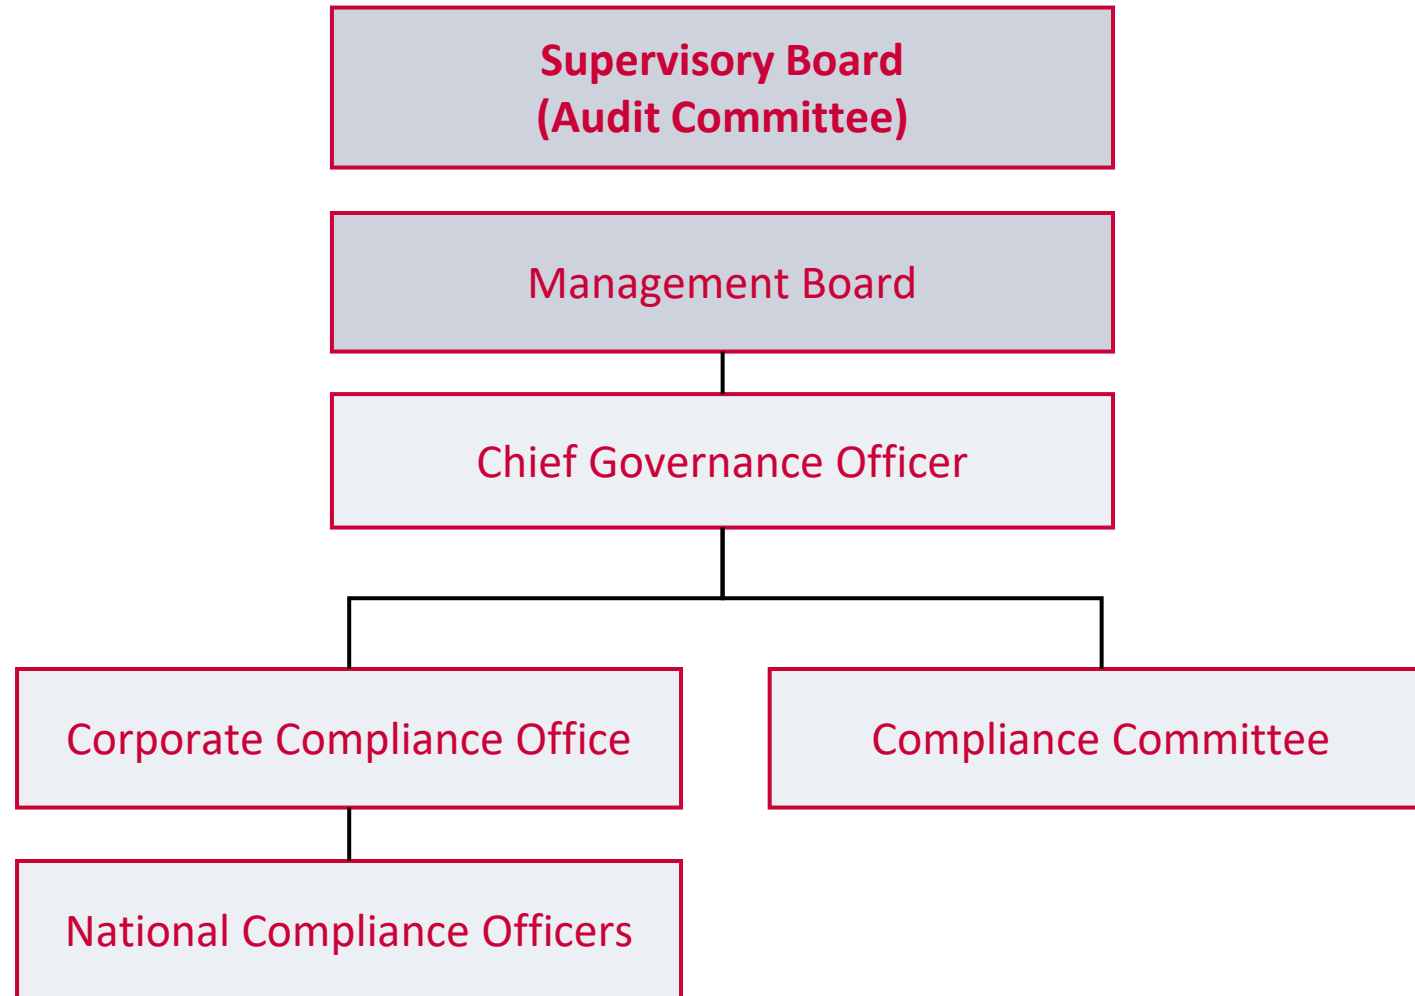 Supervisory Board
(Audit Committee)
Management Board
Chief Governance Officer
Corporate Compliance Office
Compliance Committee
National Compliance Officers